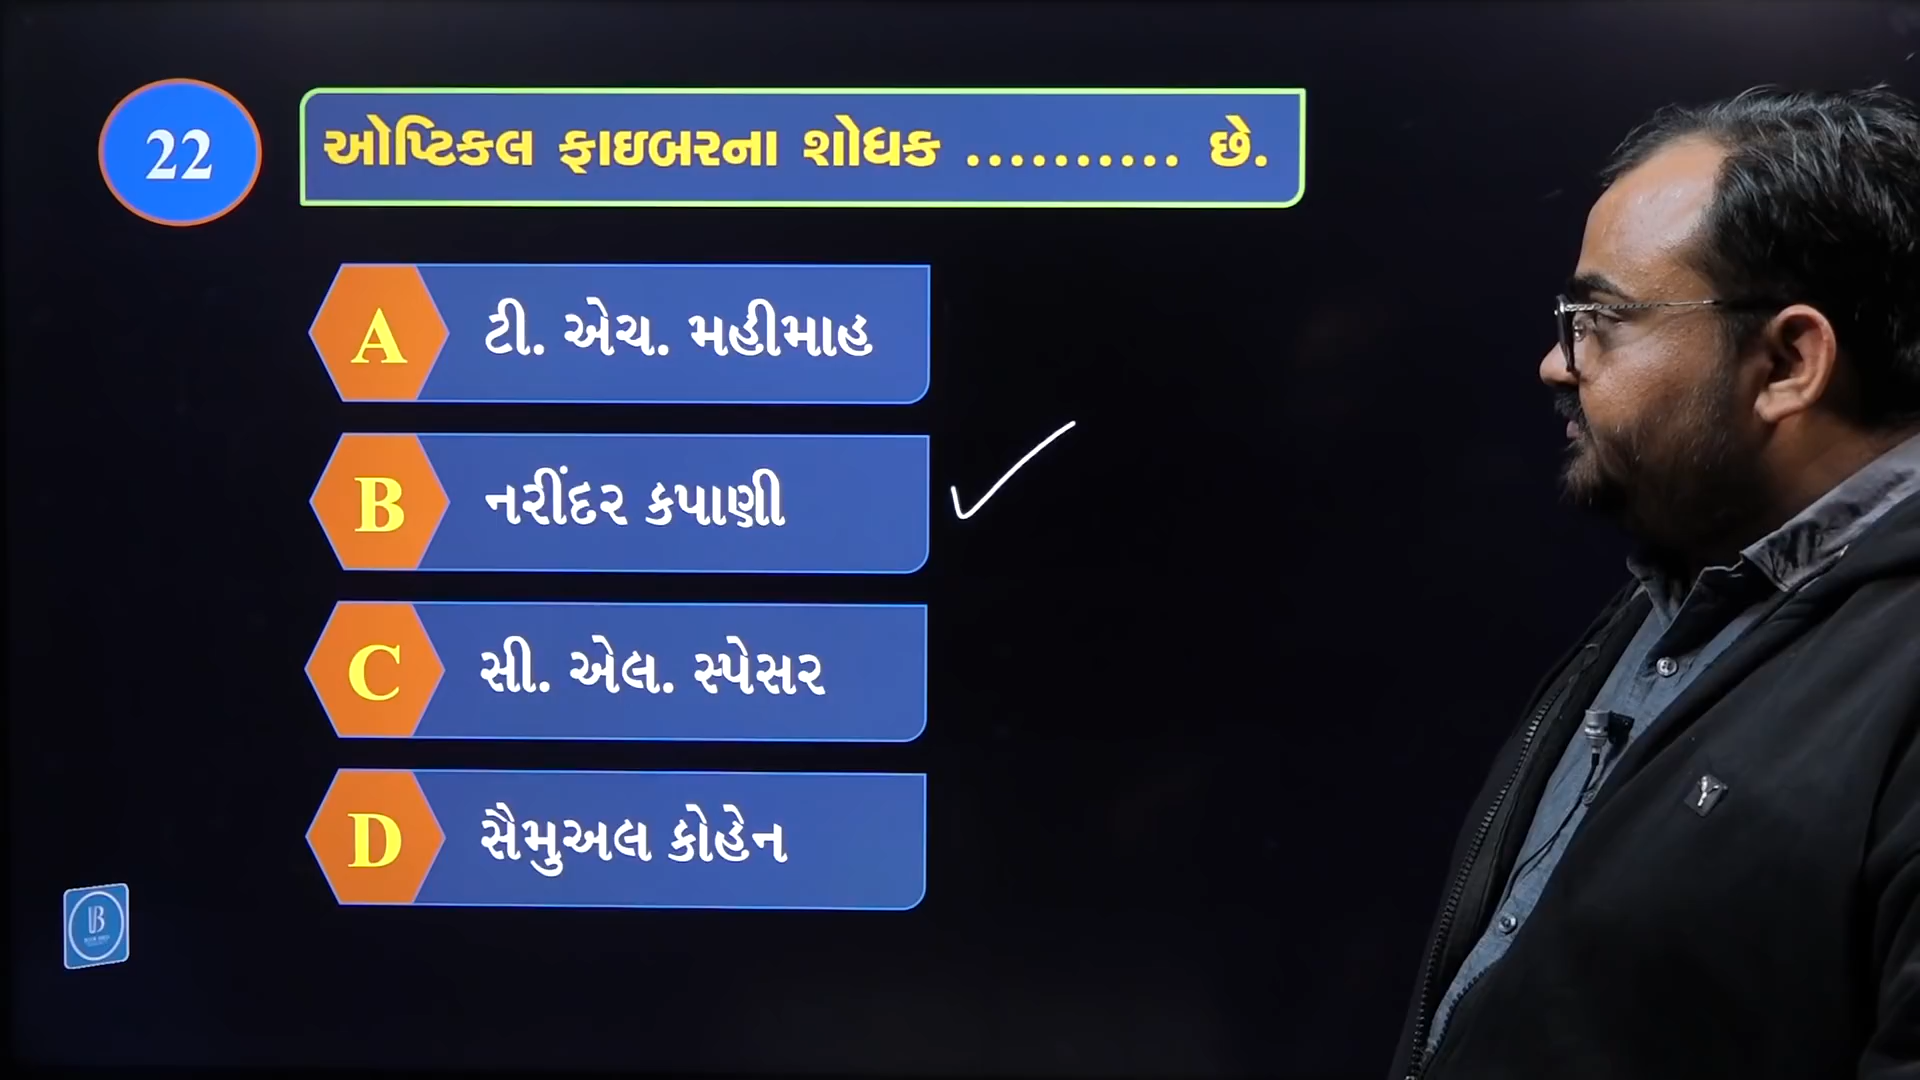 22
ઓપ્ટિકલ ફાઇબરના શોધક .......... છે.
A ટી. એચ. મહીમાહ
B નરીંદર કપાણી
C સી. એલ. સ્પેસર
D સૈમુઅલ કોહેન
B